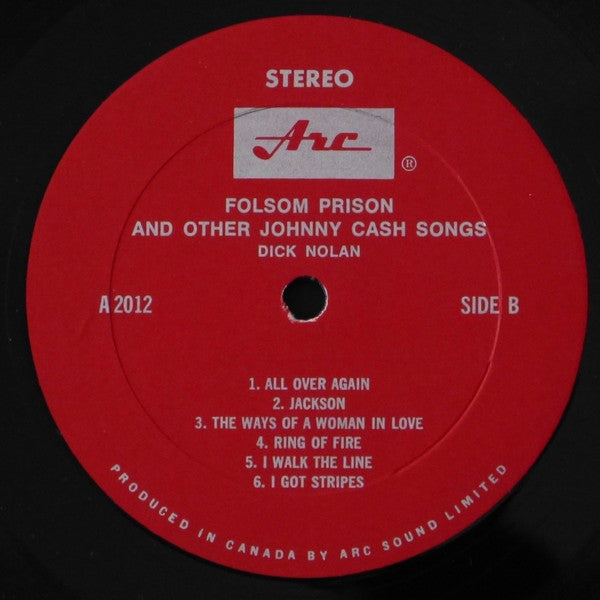 STEREO
Arc
®
FOLSOM PRISON
AND OTHER JOHNNY CASH SONGS
DICK NOLAN
A 2012
SIDE B
1. ALL OVER AGAIN
2. JACKSON
3. THE WAYS OF A WOMAN IN LOVE
4. RING OF FIRE
5. I WALK THE LINE
6. I GOT STRIPES
PRODUCED IN CANADA BY ARC SOUND LIMITED